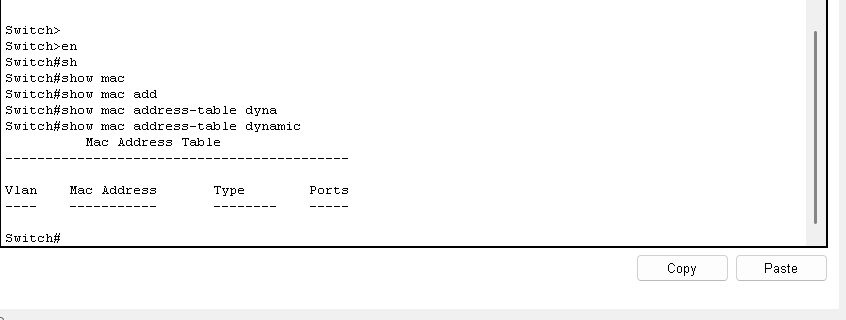 Switch>
Switch>en
Switch#sh
Switch#show mac
Switch#show mac add
Switch#show mac address-table dyna
Switch#show mac address-table dynamic
Mac Address Table
-------------------------------------------
Vlan Mac Address Type Ports
---- ----------- -------- -----
Switch#
Copy Paste